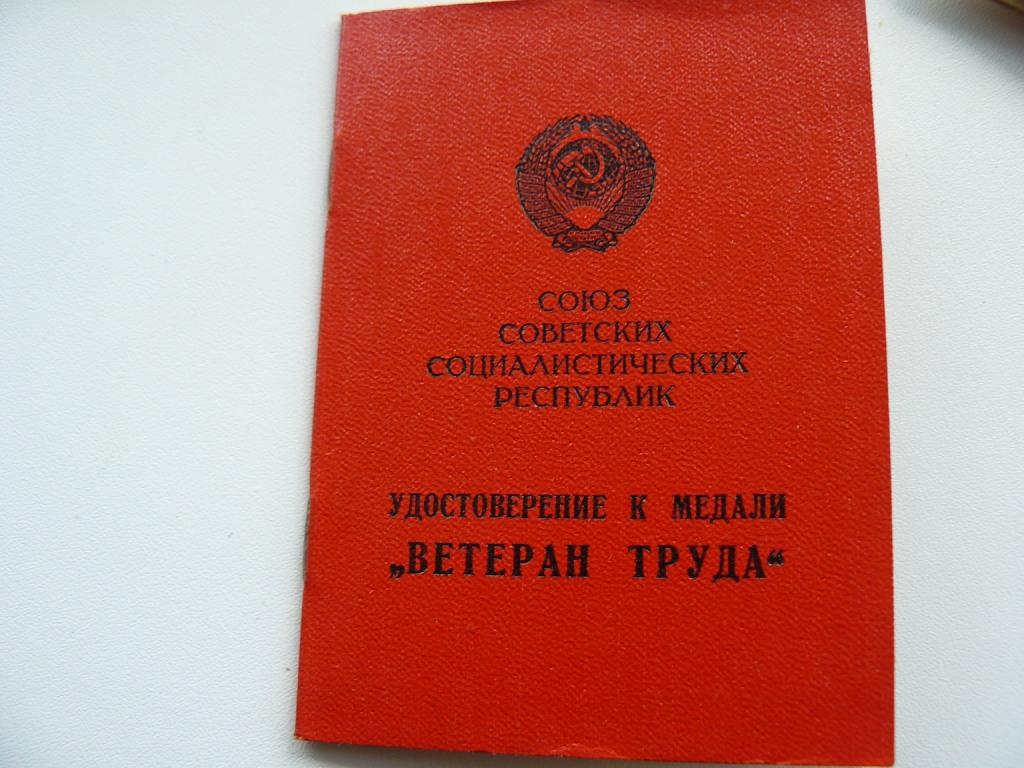 СОЮЗ
СОВЕТСКИХ
СОЦИАЛИСТИЧЕСКИХ
РЕСПУБЛИК
УДОСТОВЕРЕНИЕ К МЕДАЛИ
„ВЕТЕРАН ТРУДА“